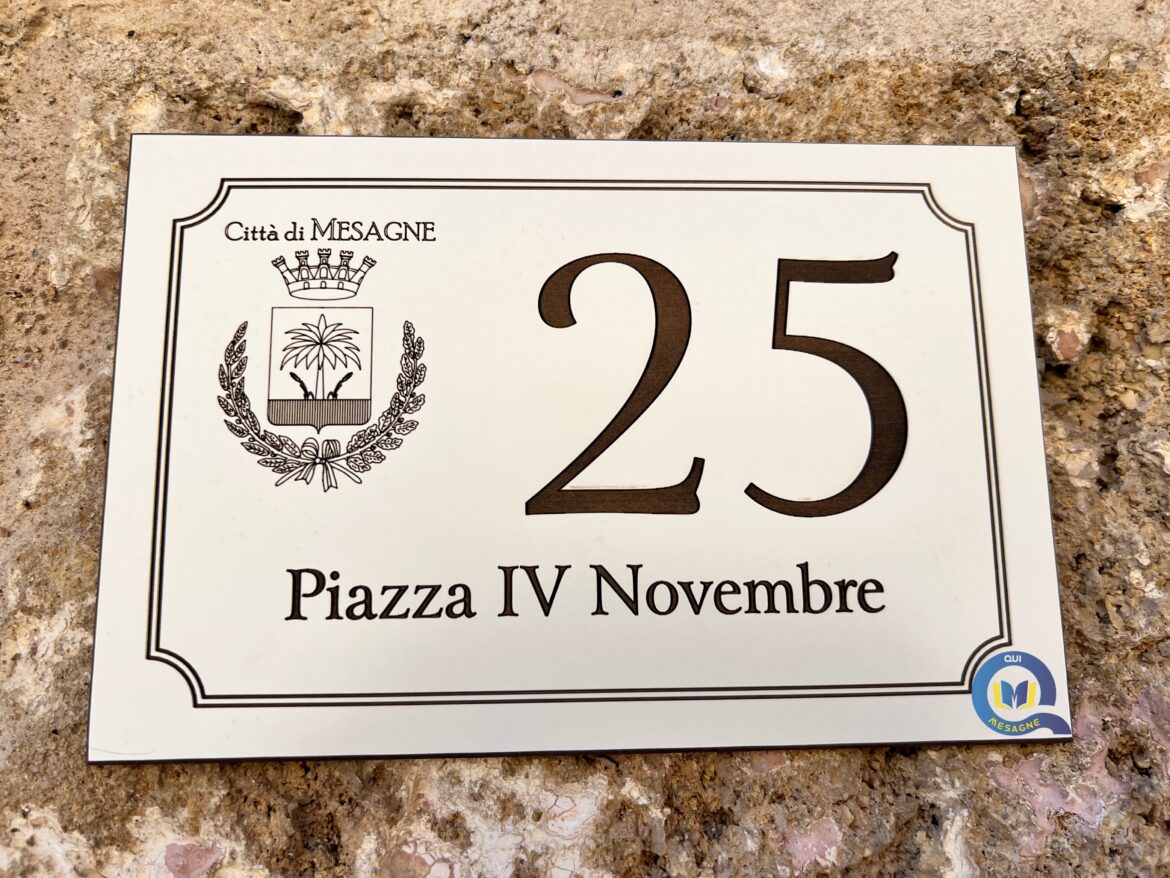 Città di MESAGNE
25
Piazza IV Novembre
QUI
M
MESAGNE